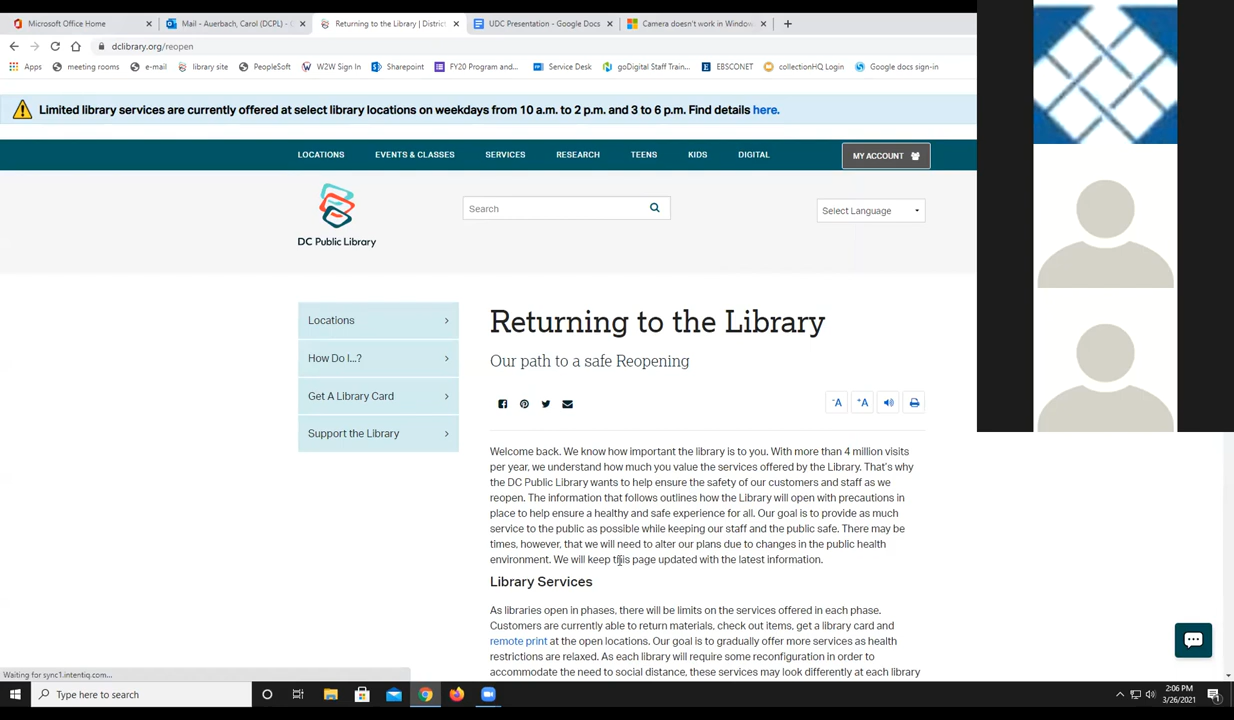 Microsoft Office Home
Mail - Auerbach, Carol (DCPL) -
Returning to the Library | District
UDC Presentation - Google Docs
Camera doesn't work in Window
dclibrary.org/reopen
Apps
meeting rooms
e-mail
library site
PeopleSoft
W2W Sign In
Sharepoint
FY20 Program and...
Service Desk
goDigital Staff Train...
EBSCONET
collectionHQ Login
Google docs sign-in
Limited library services are currently offered at select library locations on weekdays from 10 a.m. to 2 p.m. and 3 to 6 p.m. Find details here.
LOCATIONS
EVENTS & CLASSES
SERVICES
RESEARCH
TEENS
KIDS
DIGITAL
MY ACCOUNT
DC Public Library
Search
Select Language
Locations
How Do I...?
Get A Library Card
Support the Library
Returning to the Library
Our path to a safe Reopening
-A
+A
Welcome back. We know how important the library is to you. With more than 4 million visits
per year, we understand how much you value the services offered by the Library. That's why
the DC Public Library wants to help ensure the safety of our customers and staff as we
reopen. The information that follows outlines how the Library will open with precautions in
place to help ensure a healthy and safe experience for all. Our goal is to provide as much
service to the public as possible while keeping our staff and the public safe. There may be
times, however, that we will need to alter our plans due to changes in the public health
environment. We will keep this page updated with the latest information.
Library Services
As libraries open in phases, there will be limits on the services offered in each phase.
Customers are currently able to return materials, check out items, get a library card and
remote print at the open locations. Our goal is to gradually offer more services as health
restrictions are relaxed. As each library will require some reconfiguration in order to
accommodate the need to social distance, these services may look differently at each library
Waiting for sync1.intentiq.com...
Type here to search
2:06 PM
3/26/2021
1